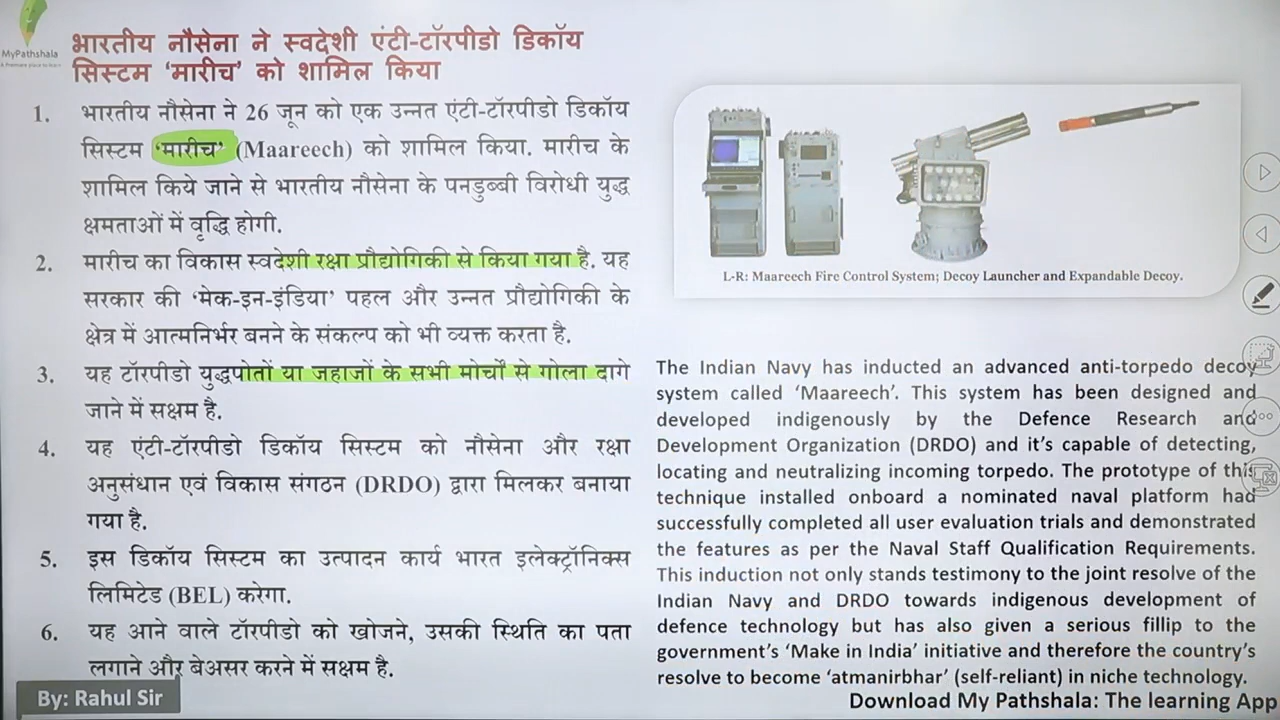 MyPathshala
भारतीय नौसेना ने स्वदेशी एंटी-टॉरपीडो डिकॉय
सिस्टम ‘मारीच’ को शामिल किया
1. भारतीय नौसेना ने 26 जून को एक उन्नत एंटी-टॉरपीडो डिकॉय
सिस्टम ‘मारीच’ (Maareech) को शामिल किया. मारीच के
शामिल किये जाने से भारतीय नौसेना के पनडुब्बी विरोधी युद्ध
क्षमताओं में वृद्धि होगी.
2. मारीच का विकास स्वदेशी रक्षा प्रौद्योगिकी से किया गया है. यह
सरकार की ‘मेक-इन-इंडिया’ पहल और उन्नत प्रौद्योगिकी के
क्षेत्र में आत्मनिर्भर बनने के संकल्प को भी व्यक्त करता है.
3. यह टॉरपीडो युद्धपोतों या जहाजों के सभी मोर्चों से गोला दागे
जाने में सक्षम है.
4. यह एंटी-टॉरपीडो डिकॉय सिस्टम को नौसेना और रक्षा
अनुसंधान एवं विकास संगठन (DRDO) द्वारा मिलकर बनाया
गया है.
5. इस डिकॉय सिस्टम का उत्पादन कार्य भारत इलेक्ट्रॉनिक्स
लिमिटेड (BEL) करेगा.
6. यह आने वाले टॉरपीडो को खोजने, उसकी स्थिति का पता
लगाने और बेअसर करने में सक्षम है.
By: Rahul Sir
L-R: Maareech Fire Control System; Decoy Launcher and Expandable Decoy.
The Indian Navy has inducted an advanced anti-torpedo decoy
system called ‘Maareech’. This system has been designed and
developed indigenously by the Defence Research and
Development Organization (DRDO) and it’s capable of detecting,
locating and neutralizing incoming torpedo. The prototype of this
technique installed onboard a nominated naval platform had
successfully completed all user evaluation trials and demonstrated
the features as per the Naval Staff Qualification Requirements.
This induction not only stands testimony to the joint resolve of the
Indian Navy and DRDO towards indigenous development of
defence technology but has also given a serious fillip to the
government’s ‘Make in India’ initiative and therefore the country’s
resolve to become ‘atmanirbhar’ (self-reliant) in niche technology.
Download My Pathshala: The learning App